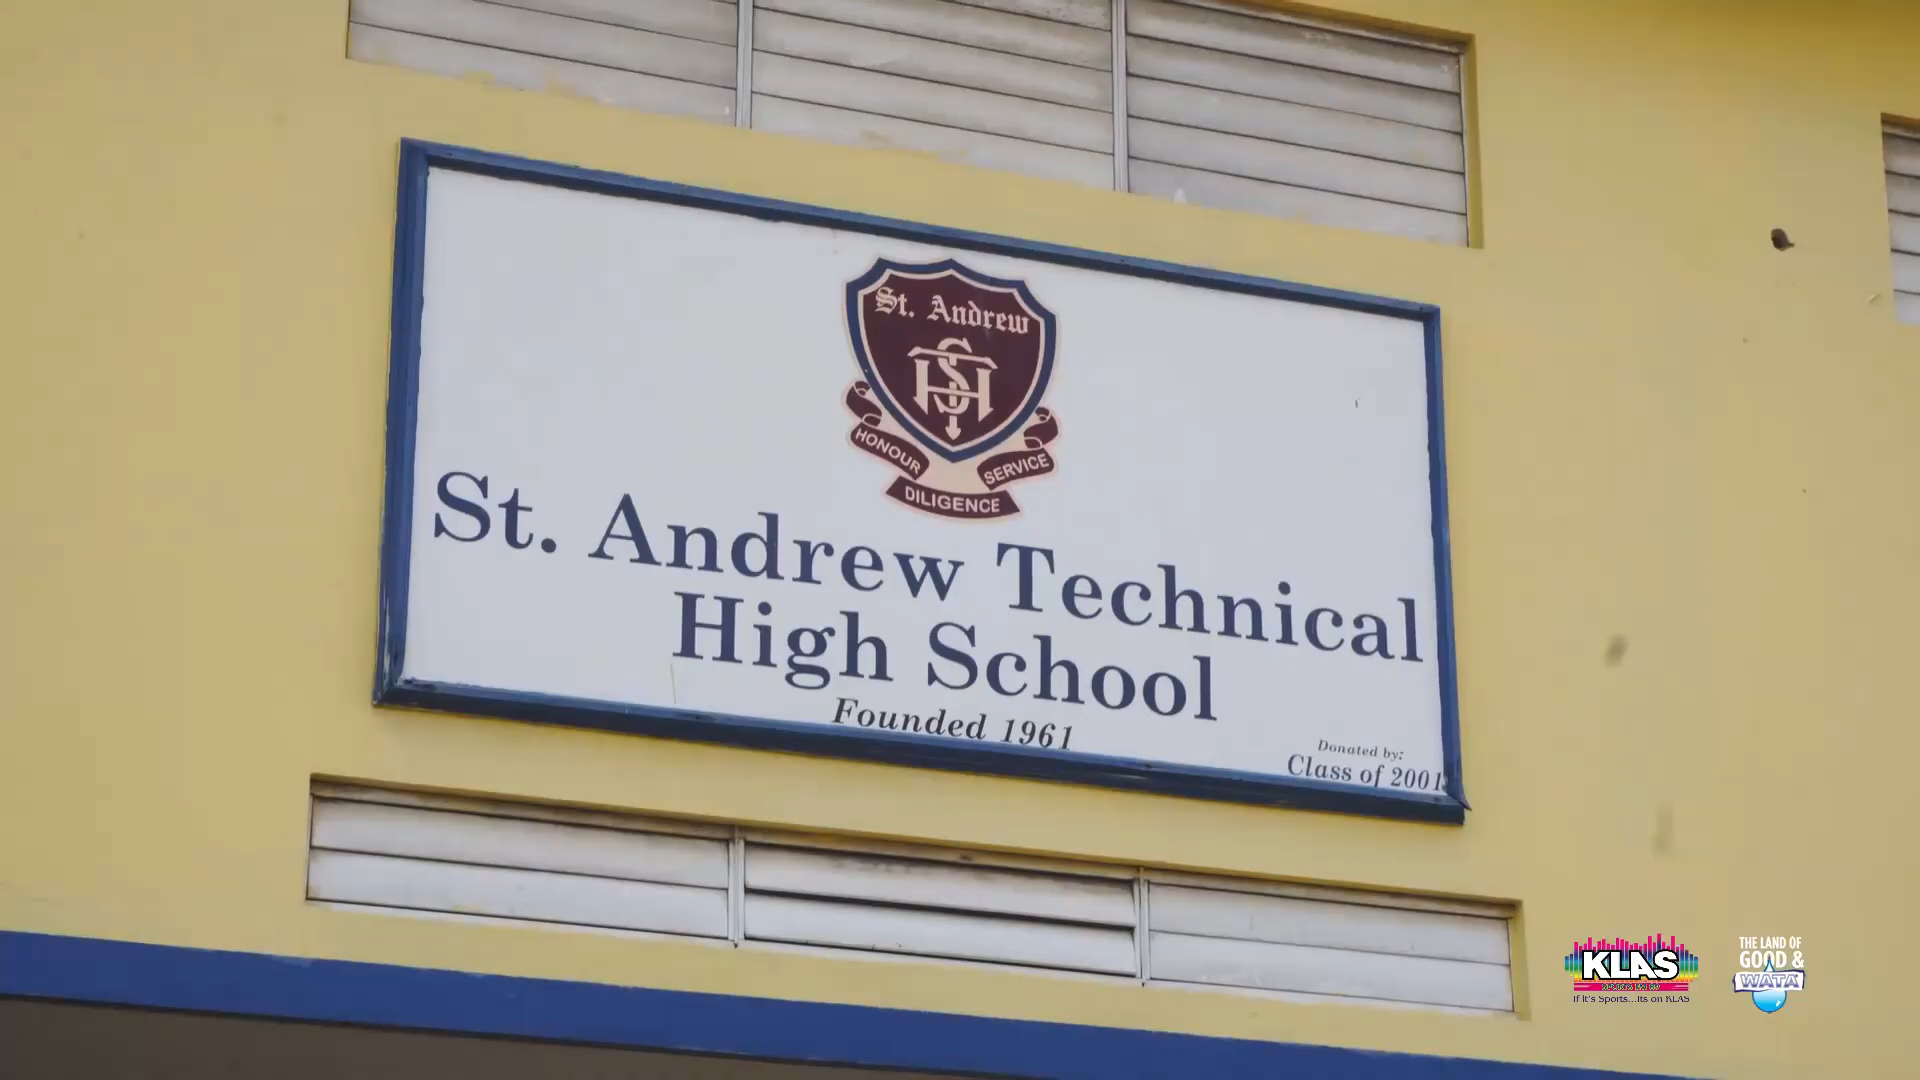 St. Andrew
HONOUR
DILIGENCE
SERVICE
St. Andrew Technical
High School
Founded 1961
Donated by:
Class of 2001
KLAS
If It's Sports...Its on KLAS
THE LAND OF
GOOD &
WATA